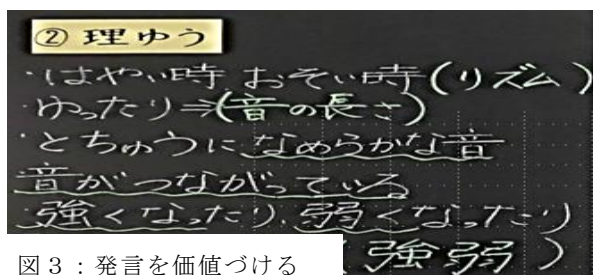 ② 理ゆう
・はやい時 おそい時(リズム)
・ゆったり⇒(音の長さ)
・とちゅうになめらかな音
音がつながっている
強くなったり、弱くなったり
(強弱)
図3:発言を価値づける